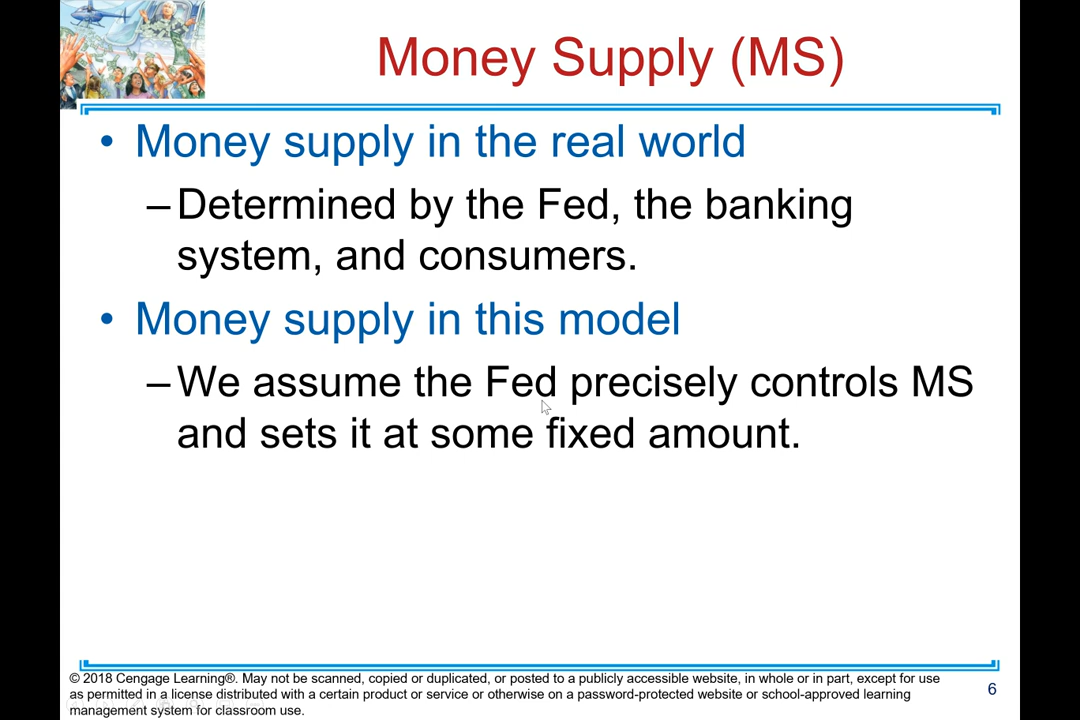 Money Supply (MS)
• Money supply in the real world
– Determined by the Fed, the banking
system, and consumers.
• Money supply in this model
– We assume the Fed precisely controls MS
and sets it at some fixed amount.
© 2018 Cengage Learning®. May not be scanned, copied or duplicated, or posted to a publicly accessible website, in whole or in part, except for use
as permitted in a license distributed with a certain product or service or otherwise on a password-protected website or school-approved learning
management system for classroom use.
6